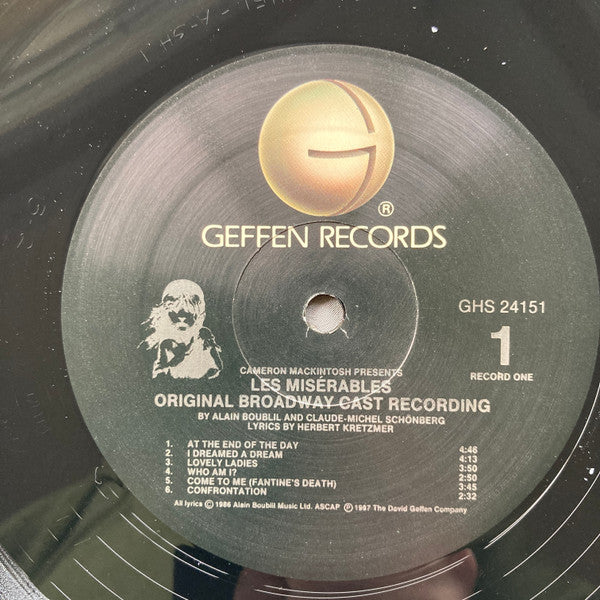 ®
GEFFEN RECORDS
GHS 24151
1
RECORD ONE
CAMERON MACKINTOSH PRESENTS
LES MISÉRABLES
ORIGINAL BROADWAY CAST RECORDING
BY ALAIN BOUBLIL AND CLAUDE-MICHEL SCHÖNBERG
LYRICS BY HERBERT KRETZMER
1. AT THE END OF THE DAY 4:46
2. I DREAMED A DREAM 4:13
3. LOVELY LADIES 3:50
4. WHO AM I? 2:50
5. COME TO ME (FANTINE'S DEATH) 3:45
6. CONFRONTATION 2:32
All lyrics © 1986 Alain Boublil Music Ltd. ASCAP ℗ 1987 The David Geffen Company